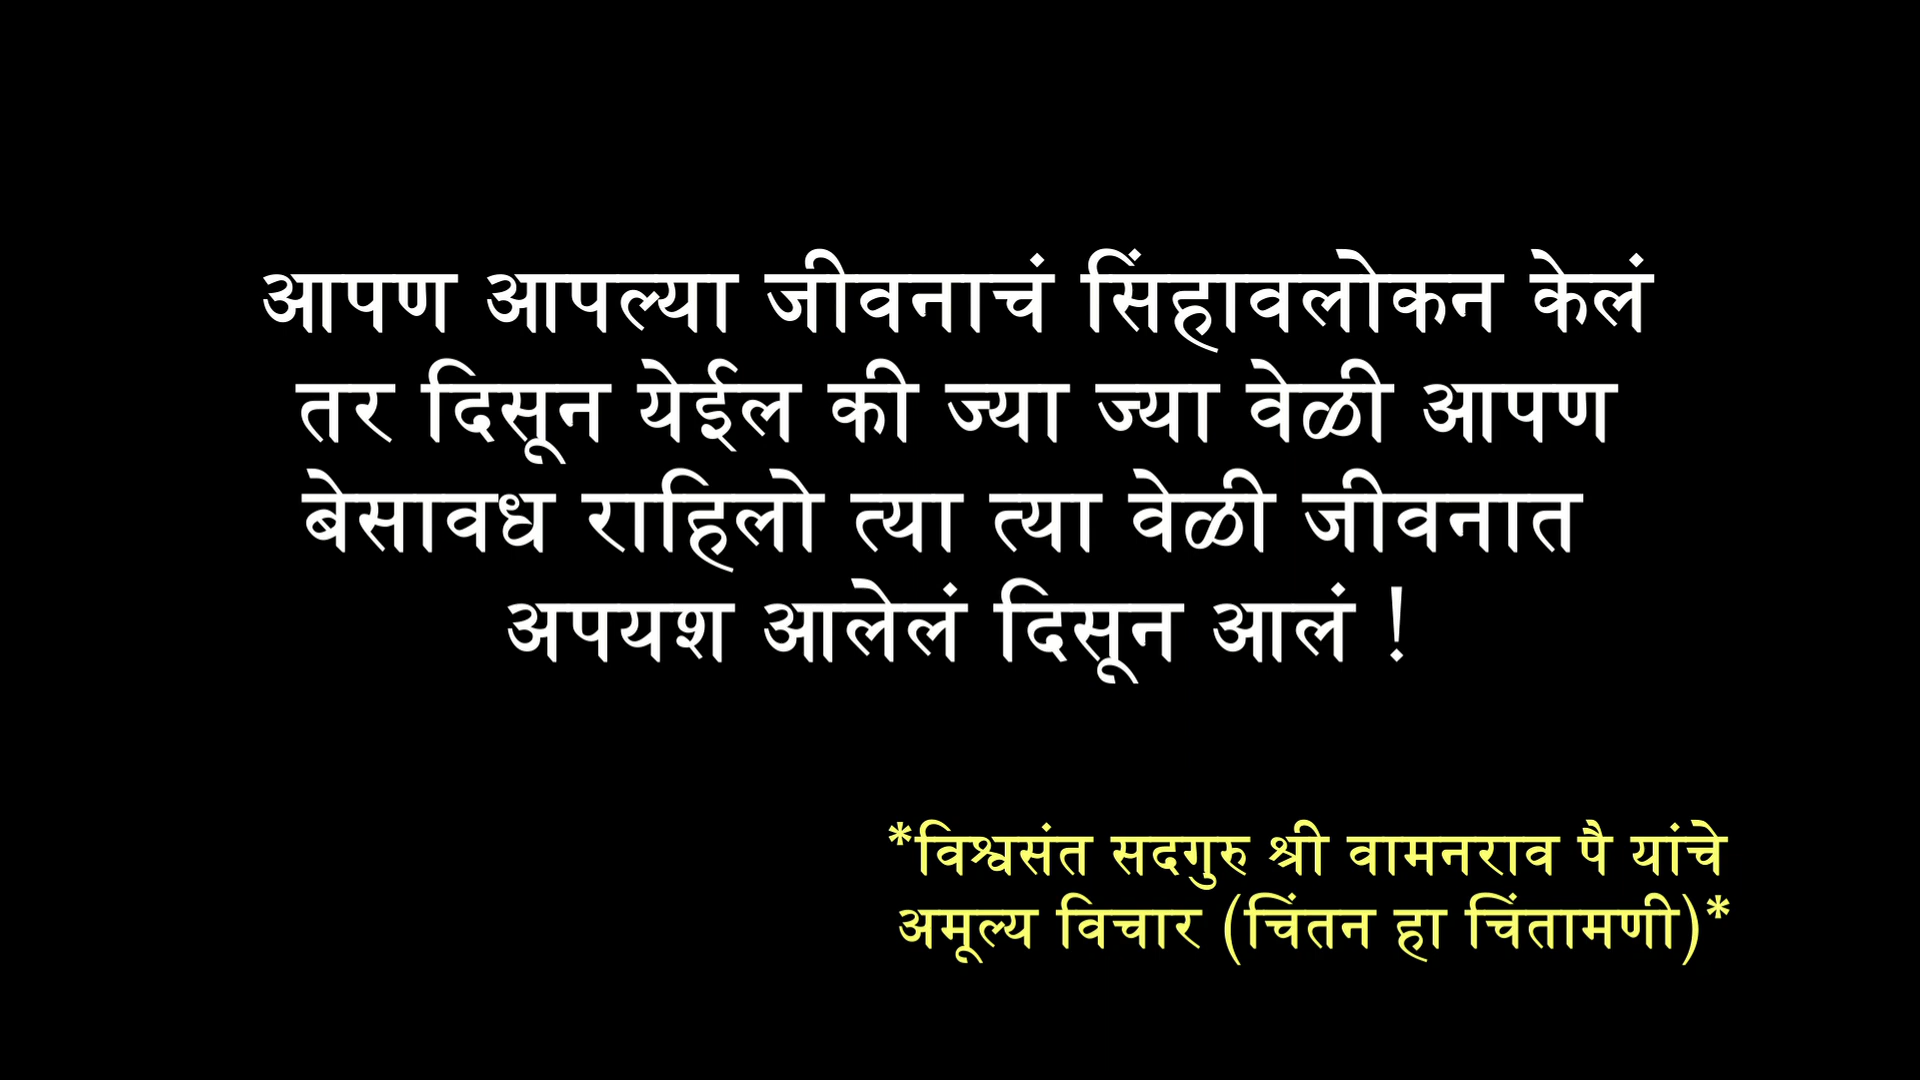 आपण आपल्या जीवनाचं सिंहावलोकन केलं
तर दिसून येईल की ज्या ज्या वेळी आपण
बेसावध राहिलो त्या त्या वेळी जीवनात
अपयश आलेलं दिसून आलं !
*विश्वसंत सदगुरु श्री वामनराव पै यांचे
अमूल्य विचार (चिंतन हा चिंतामणी)*